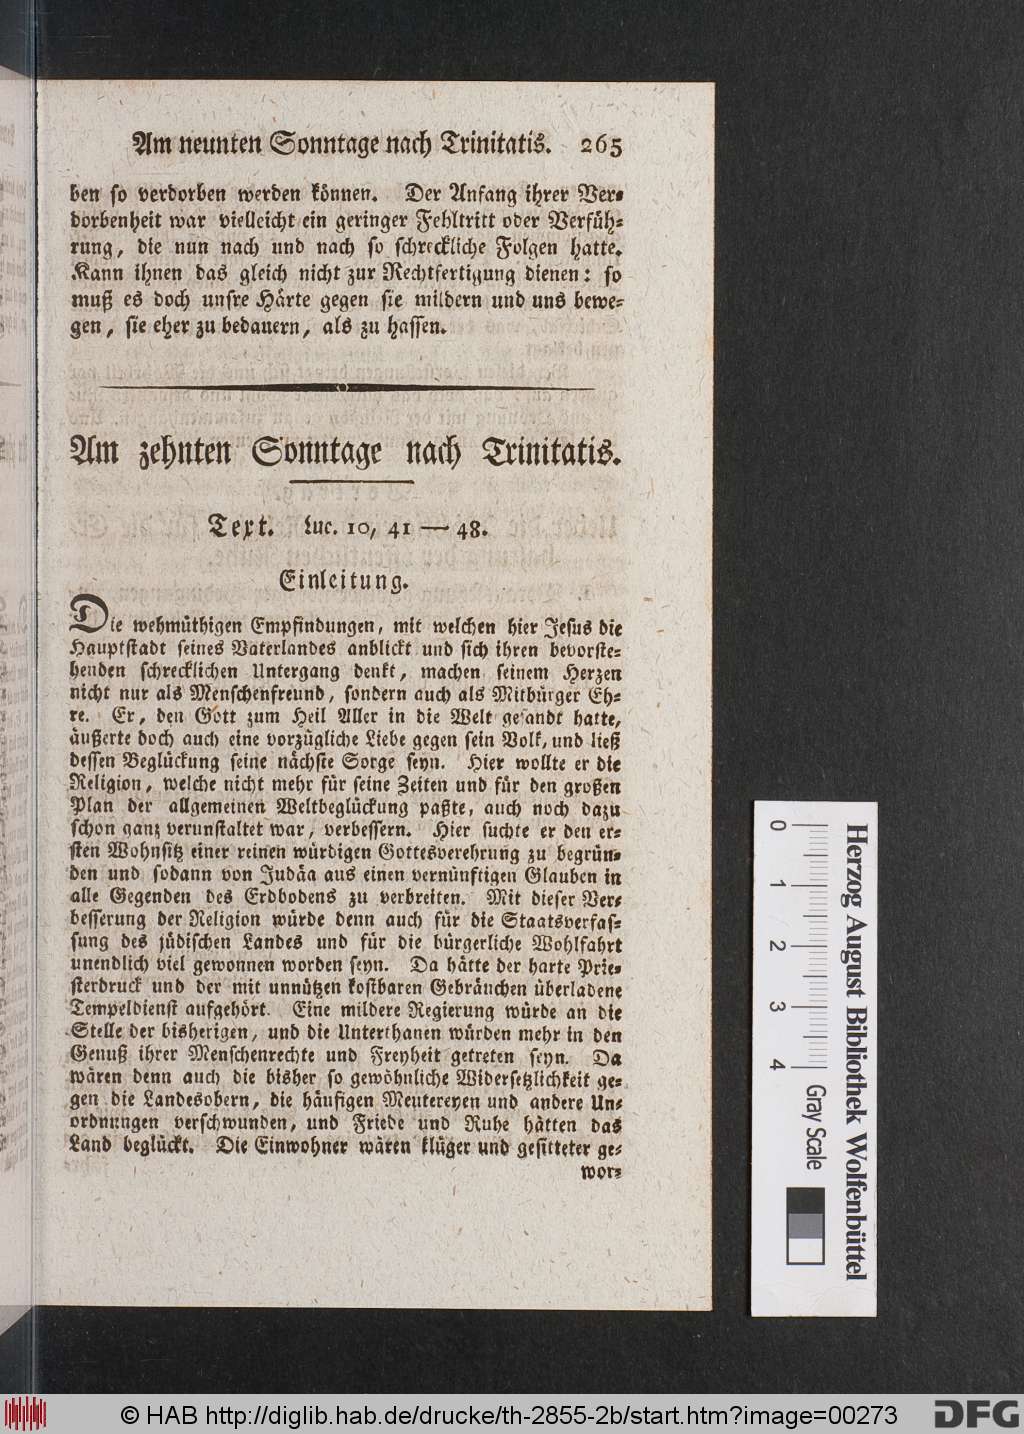 Am neunten Sonntage nach Trinitatis. 265
ben so verdorben werden können. Der Anfang ihrer Ver-
dorbenheit war vielleicht ein geringer Fehltritt oder Verfüh-
rung, die nun nach und nach so schreckliche Folgen hatte.
Kann ihnen das gleich nicht zur Rechtfertigung dienen: so
muß es doch unsre Härte gegen sie mildern und uns bewe-
gen, sie eher zu bedauern, als zu hassen.
Am zehnten Sonntage nach Trinitatis.
Text. Luc. 10, 41 — 48.
Einleitung.
Die wehmüthigen Empfindungen, mit welchen hier Jesus die
Hauptstadt seines Vaterlandes anblickt und sich ihren bevorste-
henden schrecklichen Untergang denkt, machen seinem Herzen
nicht nur als Menschenfreund, sondern auch als Mitbürger Eh-
re. Er, den Gott zum Heil Aller in die Welt gesandt hatte,
äußerte doch auch eine vorzügliche Liebe gegen sein Volk, und ließ
dessen Beglückung seine nächste Sorge seyn. Hier wollte er die
Religion, welche nicht mehr für seine Zeiten und für den großen
Plan der allgemeinen Weltbeglückung paßte, auch noch dazu
schon ganz verunstaltet war, verbessern. Hier suchte er den er-
sten Wohnsitz einer reinen würdigen Gottesverehrung zu begrün-
den und sodann von Judäa aus einen vernünftigen Glauben in
alle Gegenden des Erdbodens zu verbreiten. Mit dieser Ver-
besserung der Religion würde denn auch für die Staatsverfas-
sung des jüdischen Landes und für die bürgerliche Wohlfahrt
unendlich viel gewonnen worden seyn. Da hätte der harte Prie-
sterdruck und der mit unnützen kostbaren Gebräuchen überladene
Tempeldienst aufgehört. Eine mildere Regierung würde an die
Stelle der bisherigen, und die Unterthanen würden mehr in den
Genuß ihrer Menschenrechte und Freyheit getreten seyn. Da
wären denn auch die bisher so gewöhnliche Widersetzlichkeit ge-
gen die Landesobern, die häufigen Meutereyen und andere Un-
ordnungen verschwunden, und Friede und Ruhe hätten das
Land beglückt. Die Einwohner wären klüger und gesitteter ge-
wor-
0 1 2 3 4 Gray Scale
Herzog August Bibliothek Wolfenbüttel
© HAB http://diglib.hab.de/drucke/th-2855-2b/start.htm?image=00273
DFG